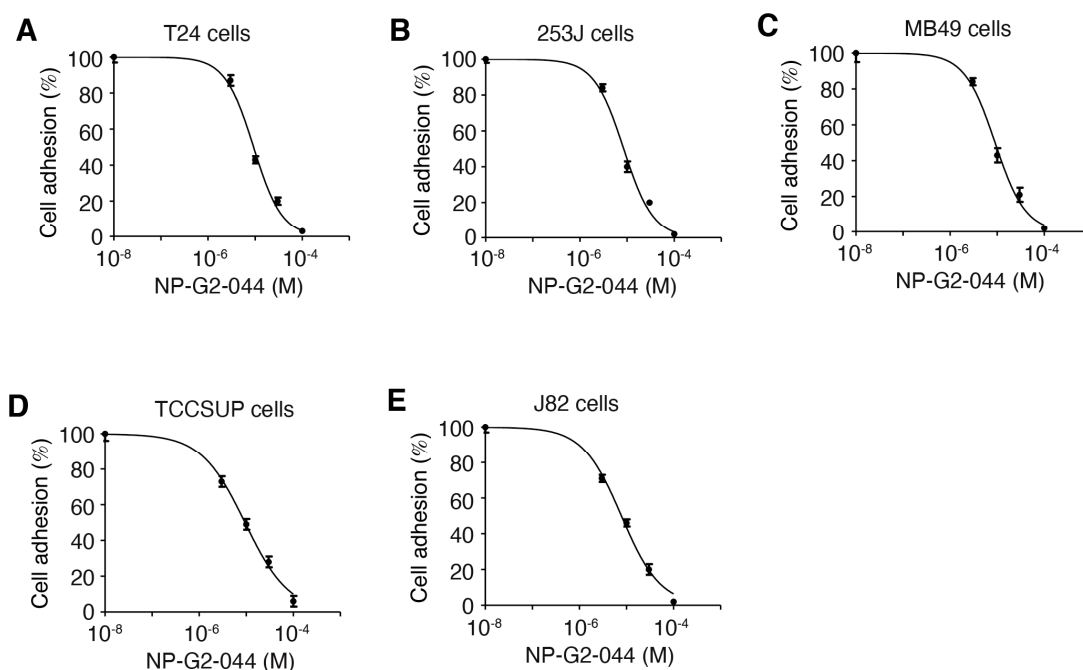 A
T24 cells
Cell adhesion (%)
100
80
60
40
20
0
10⁻⁸
10⁻⁶
10⁻⁴
NP-G2-044 (M)
B
253J cells
Cell adhesion (%)
100
80
60
40
20
0
10⁻⁸
10⁻⁶
10⁻⁴
NP-G2-044 (M)
C
MB49 cells
Cell adhesion (%)
100
80
60
40
20
0
10⁻⁸
10⁻⁶
10⁻⁴
NP-G2-044 (M)
D
TCCSUP cells
Cell adhesion (%)
100
80
60
40
20
0
10⁻⁸
10⁻⁶
10⁻⁴
NP-G2-044 (M)
E
J82 cells
Cell adhesion (%)
100
80
60
40
20
0
10⁻⁸
10⁻⁶
10⁻⁴
NP-G2-044 (M)